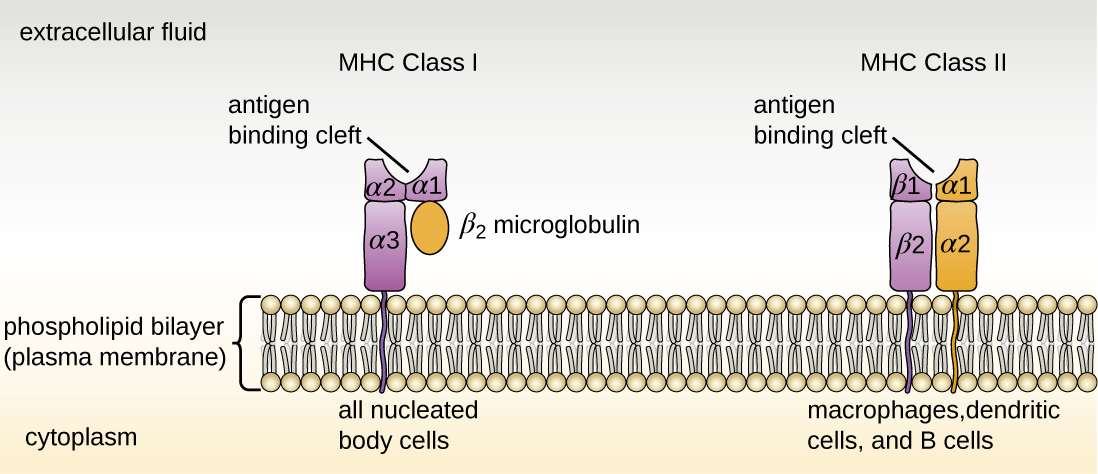 extracellular fluid
MHC Class I
MHC Class II
antigen
binding cleft
antigen
binding cleft
α2
α1
β1
α1
α3
β₂ microglobulin
β2
α2
phospholipid bilayer
(plasma membrane)
all nucleated
body cells
macrophages,dendritic
cells, and B cells
cytoplasm